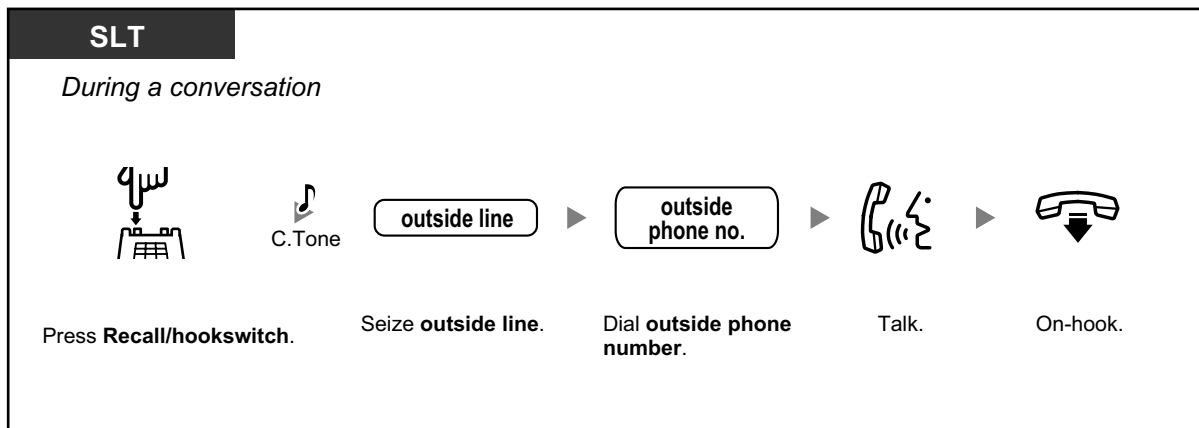 SLT
During a conversation
C.Tone
outside line
outside
phone no.
Press Recall/hookswitch.
Seize outside line.
Dial outside phone
number.
Talk.
On-hook.